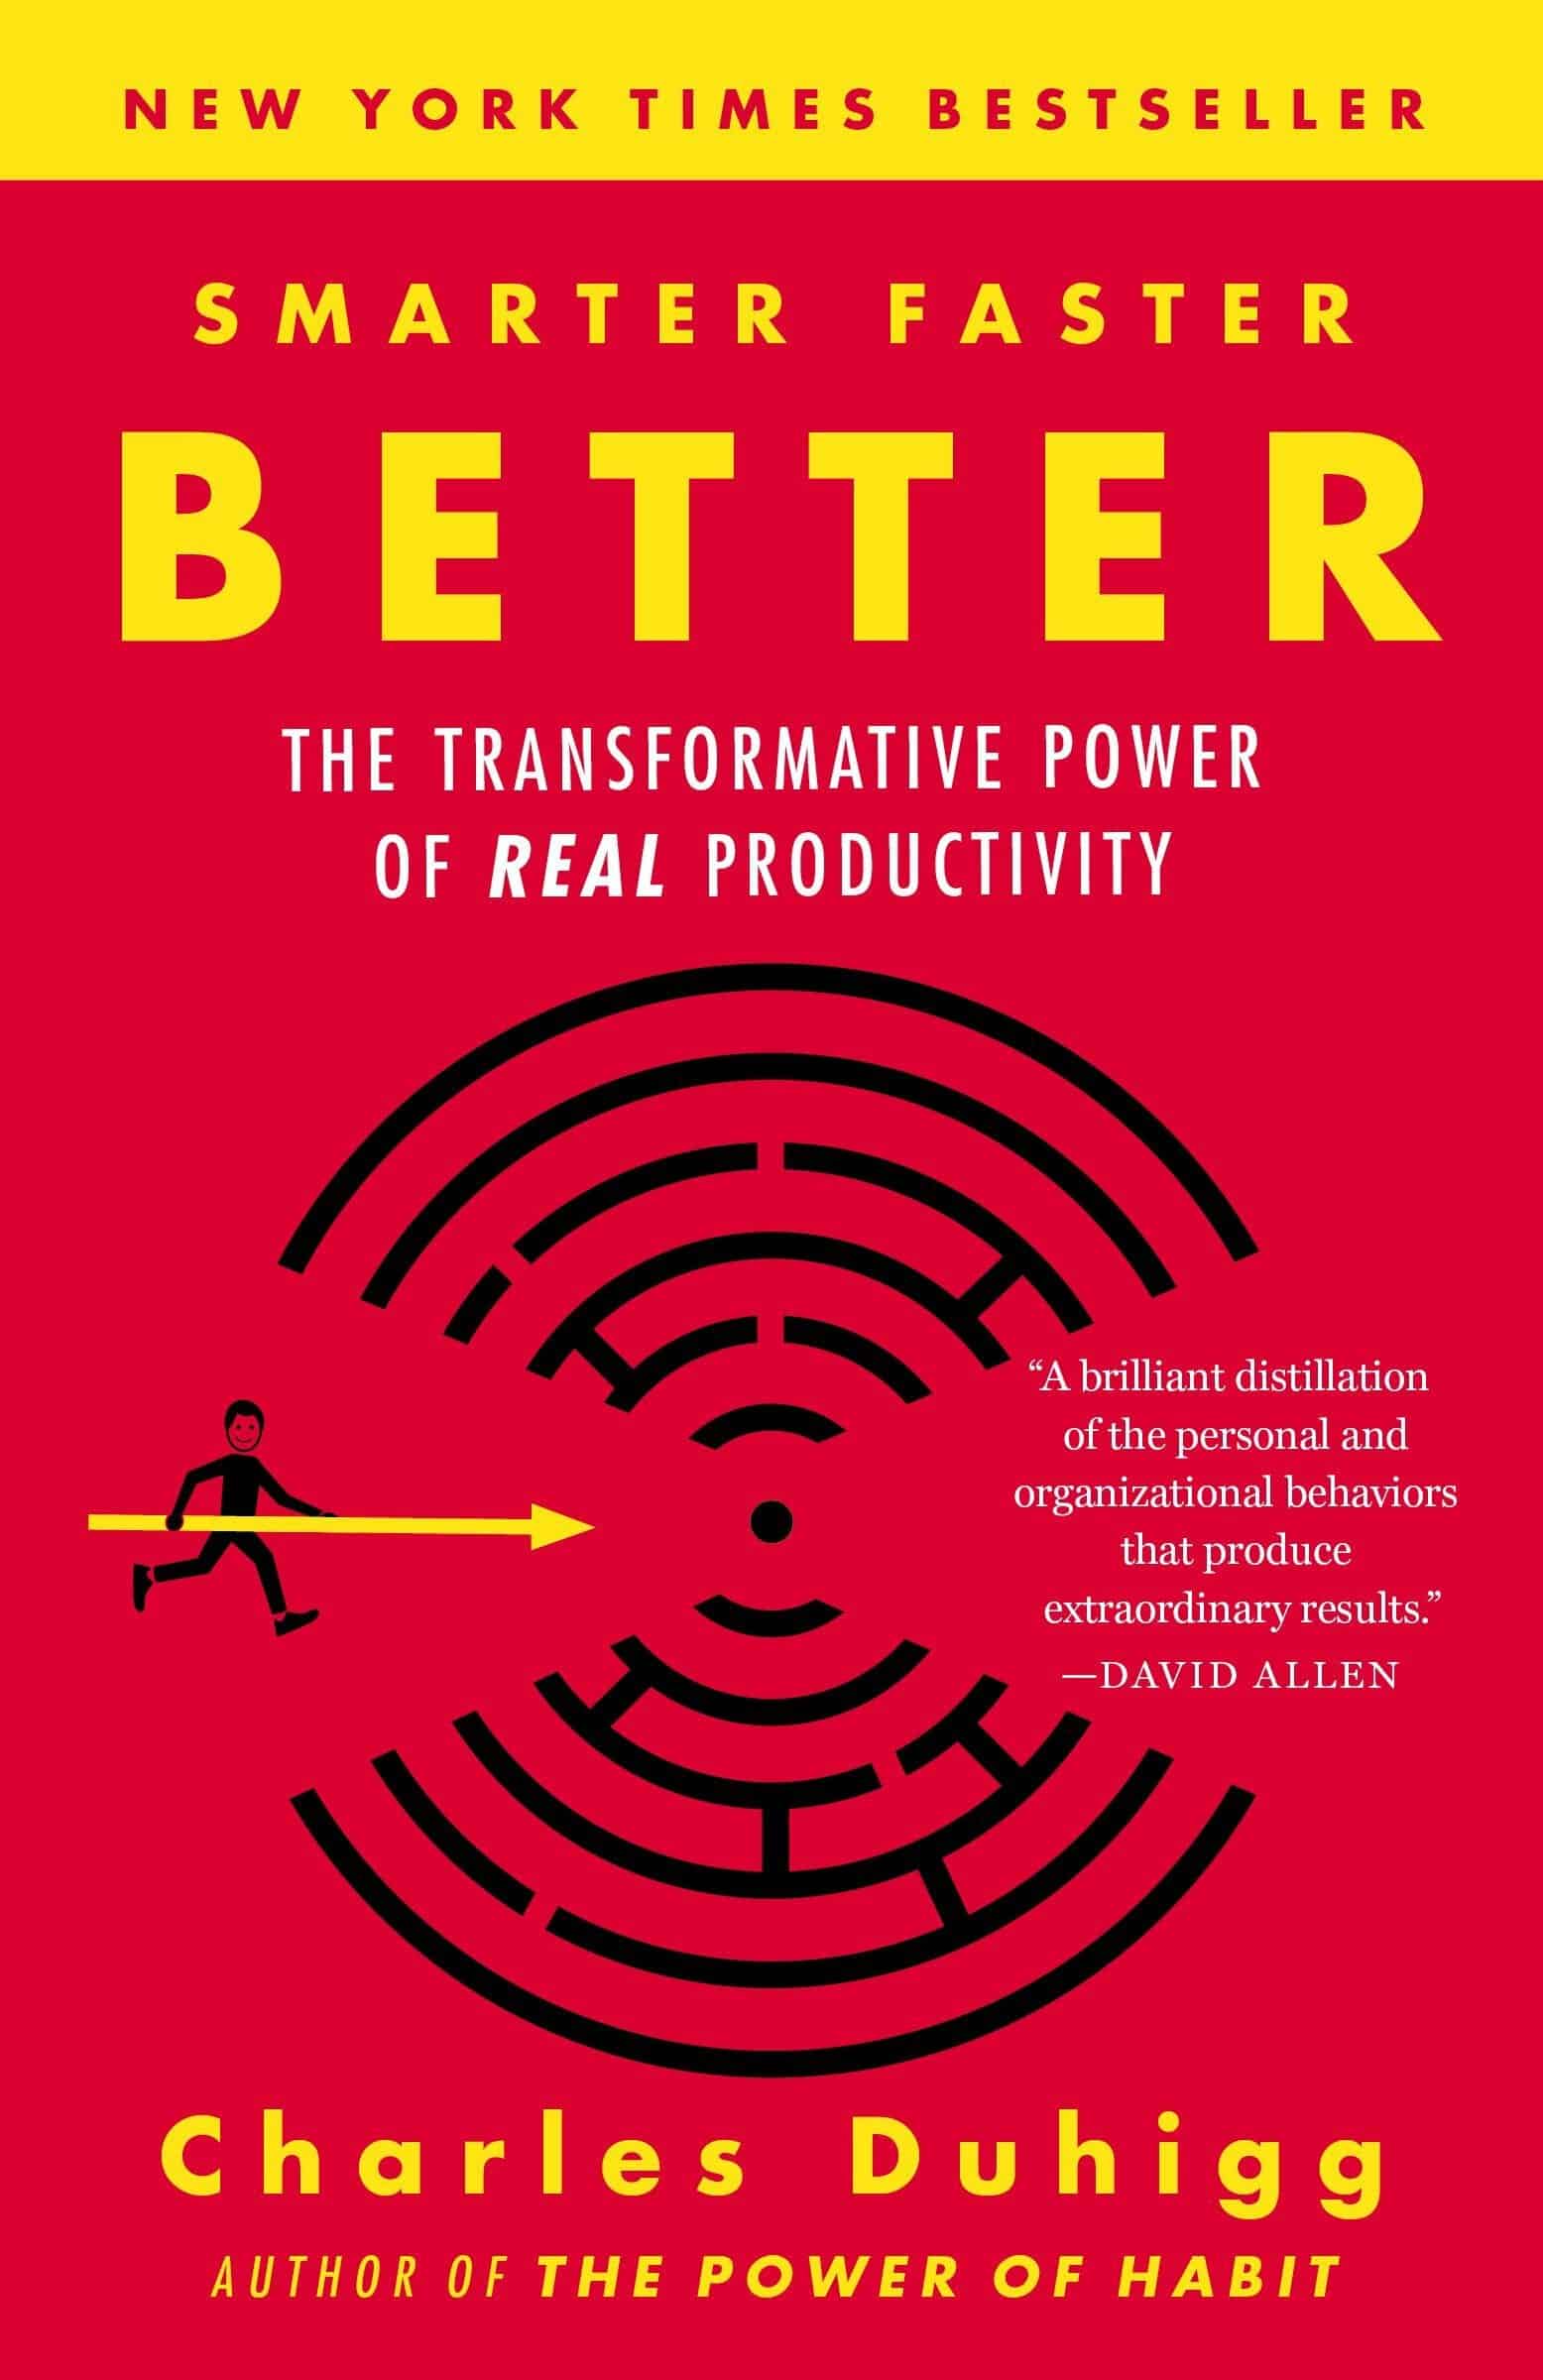 NEW YORK TIMES BESTSELLER
SMARTER FASTER
BETTER
THE TRANSFORMATIVE POWER
OF REAL PRODUCTIVITY
“A brilliant distillation
of the personal and
organizational behaviors
that produce
extraordinary results.”
—DAVID ALLEN
Charles Duhigg
AUTHOR OF THE POWER OF HABIT